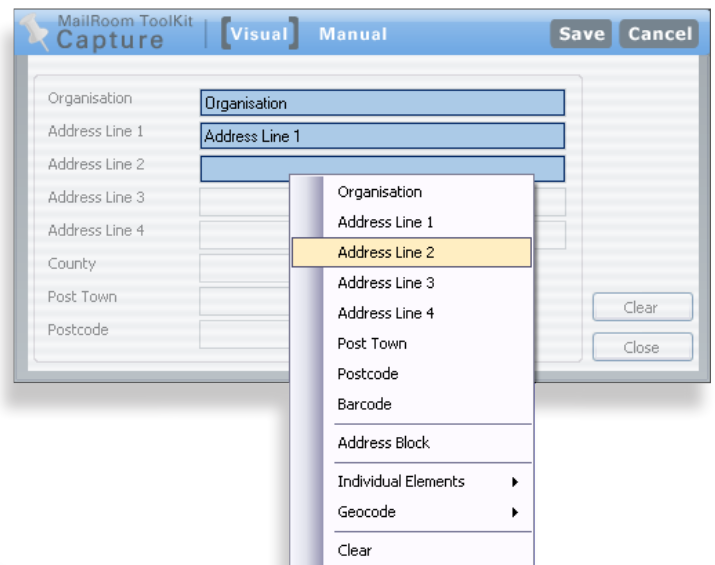 MailRoom ToolKit
Capture
[Visual] Manual
Save Cancel
Organisation Organisation
Address Line 1 Address Line 1
Address Line 2
Address Line 3
Address Line 4
County
Post Town
Postcode
Clear
Close
Organisation
Address Line 1
Address Line 2
Address Line 3
Address Line 4
Post Town
Postcode
Barcode
Address Block
Individual Elements
Geocode
Clear